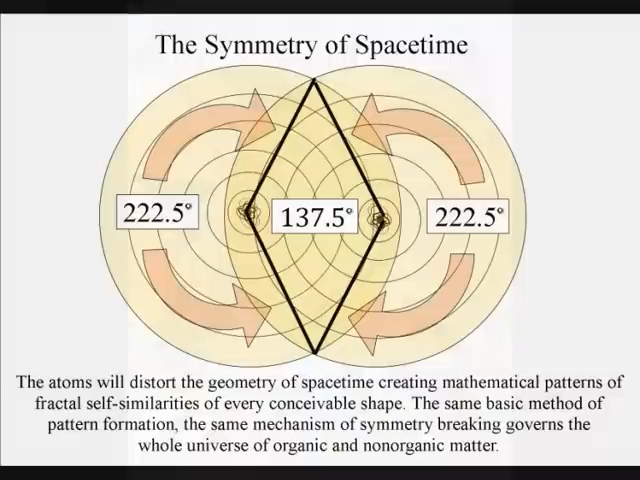 The Symmetry of Spacetime
222.5°
137.5°
222.5°
The atoms will distort the geometry of spacetime creating mathematical patterns of
fractal self-similarities of every conceivable shape. The same basic method of
pattern formation, the same mechanism of symmetry breaking governs the
whole universe of organic and nonorganic matter.